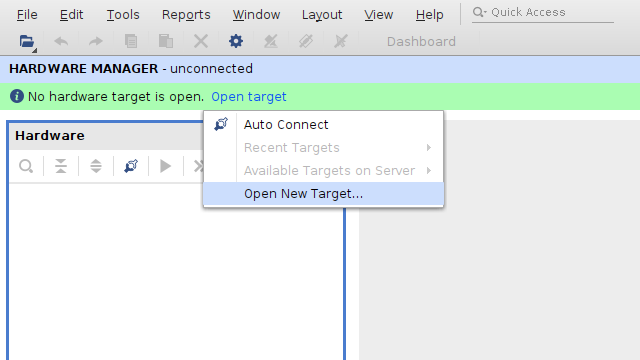 File Edit Tools Reports Window Layout View Help Quick Access
Dashboard
HARDWARE MANAGER - unconnected
No hardware target is open. Open target
Hardware
Auto Connect
Recent Targets
Available Targets on Server
Open New Target...